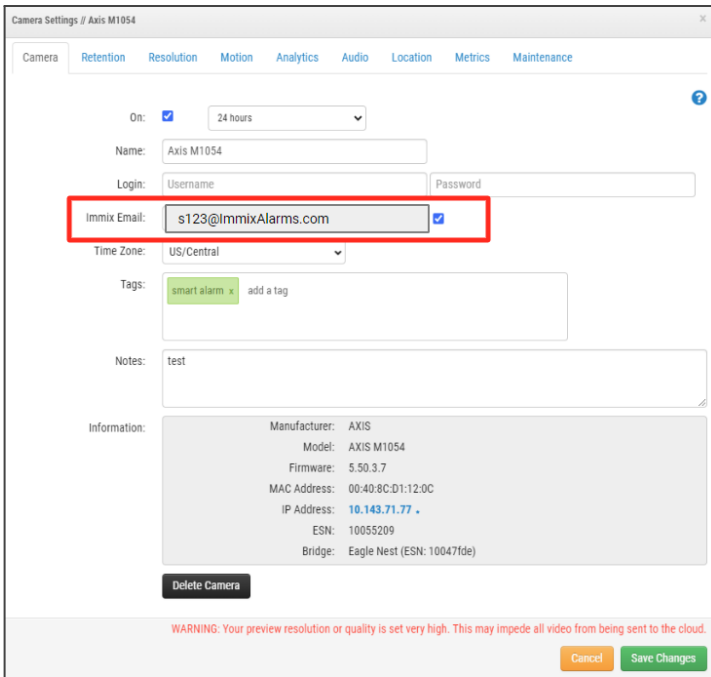 Camera Settings // Axis M1054 x
Camera Retention Resolution Motion Analytics Audio Location Metrics Maintenance
?
On: 24 hours
Name: Axis M1054
Login: Username Password
Immix Email: s123@ImmixAlarms.com
Time Zone: US/Central
Tags: smart alarm x add a tag
Notes: test
Information:
Manufacturer: AXIS
Model: AXIS M1054
Firmware: 5.50.3.7
MAC Address: 00:40:8C:D1:12:0C
IP Address: 10.143.71.77
ESN: 10055209
Bridge: Eagle Nest (ESN: 10047fde)
Delete Camera
WARNING: Your preview resolution or quality is set very high. This may impede all video from being sent to the cloud.
Cancel Save Changes